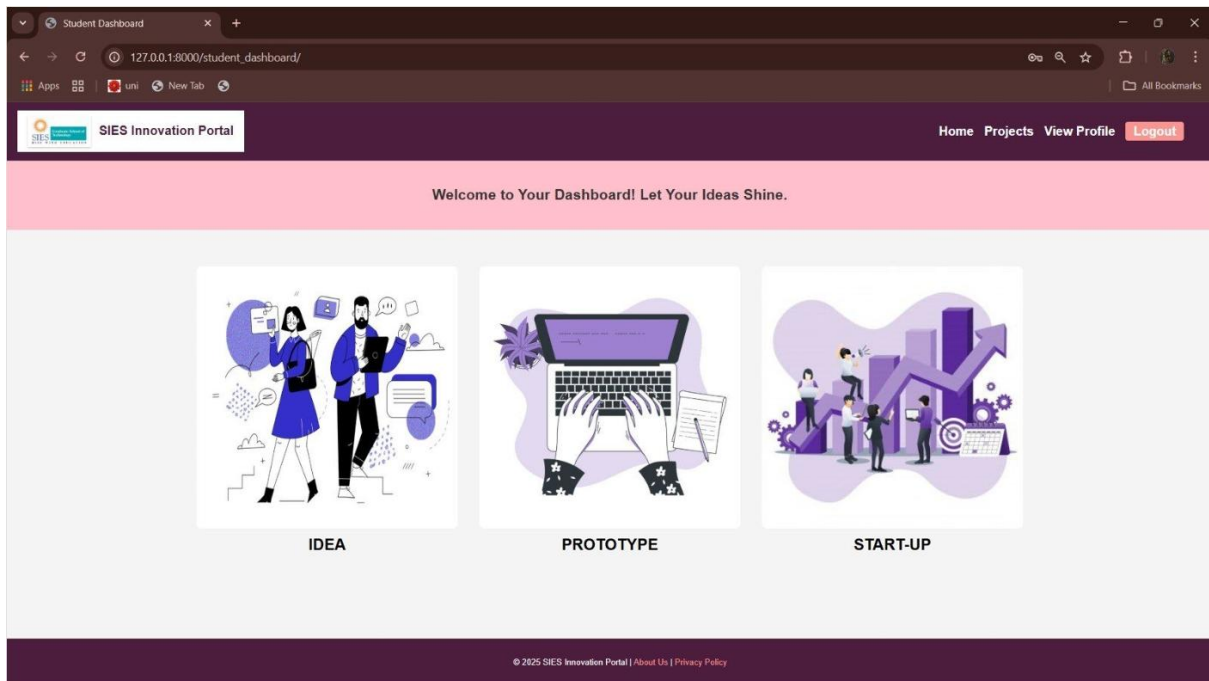 Student Dashboard
127.0.0.1:8000/student_dashboard/
Apps uni New Tab All Bookmarks
SIES
SIES Innovation Portal
Home Projects View Profile Logout
Welcome to Your Dashboard! Let Your Ideas Shine.
IDEA PROTOTYPE START-UP
© 2025 SIES Innovation Portal | About Us | Privacy Policy